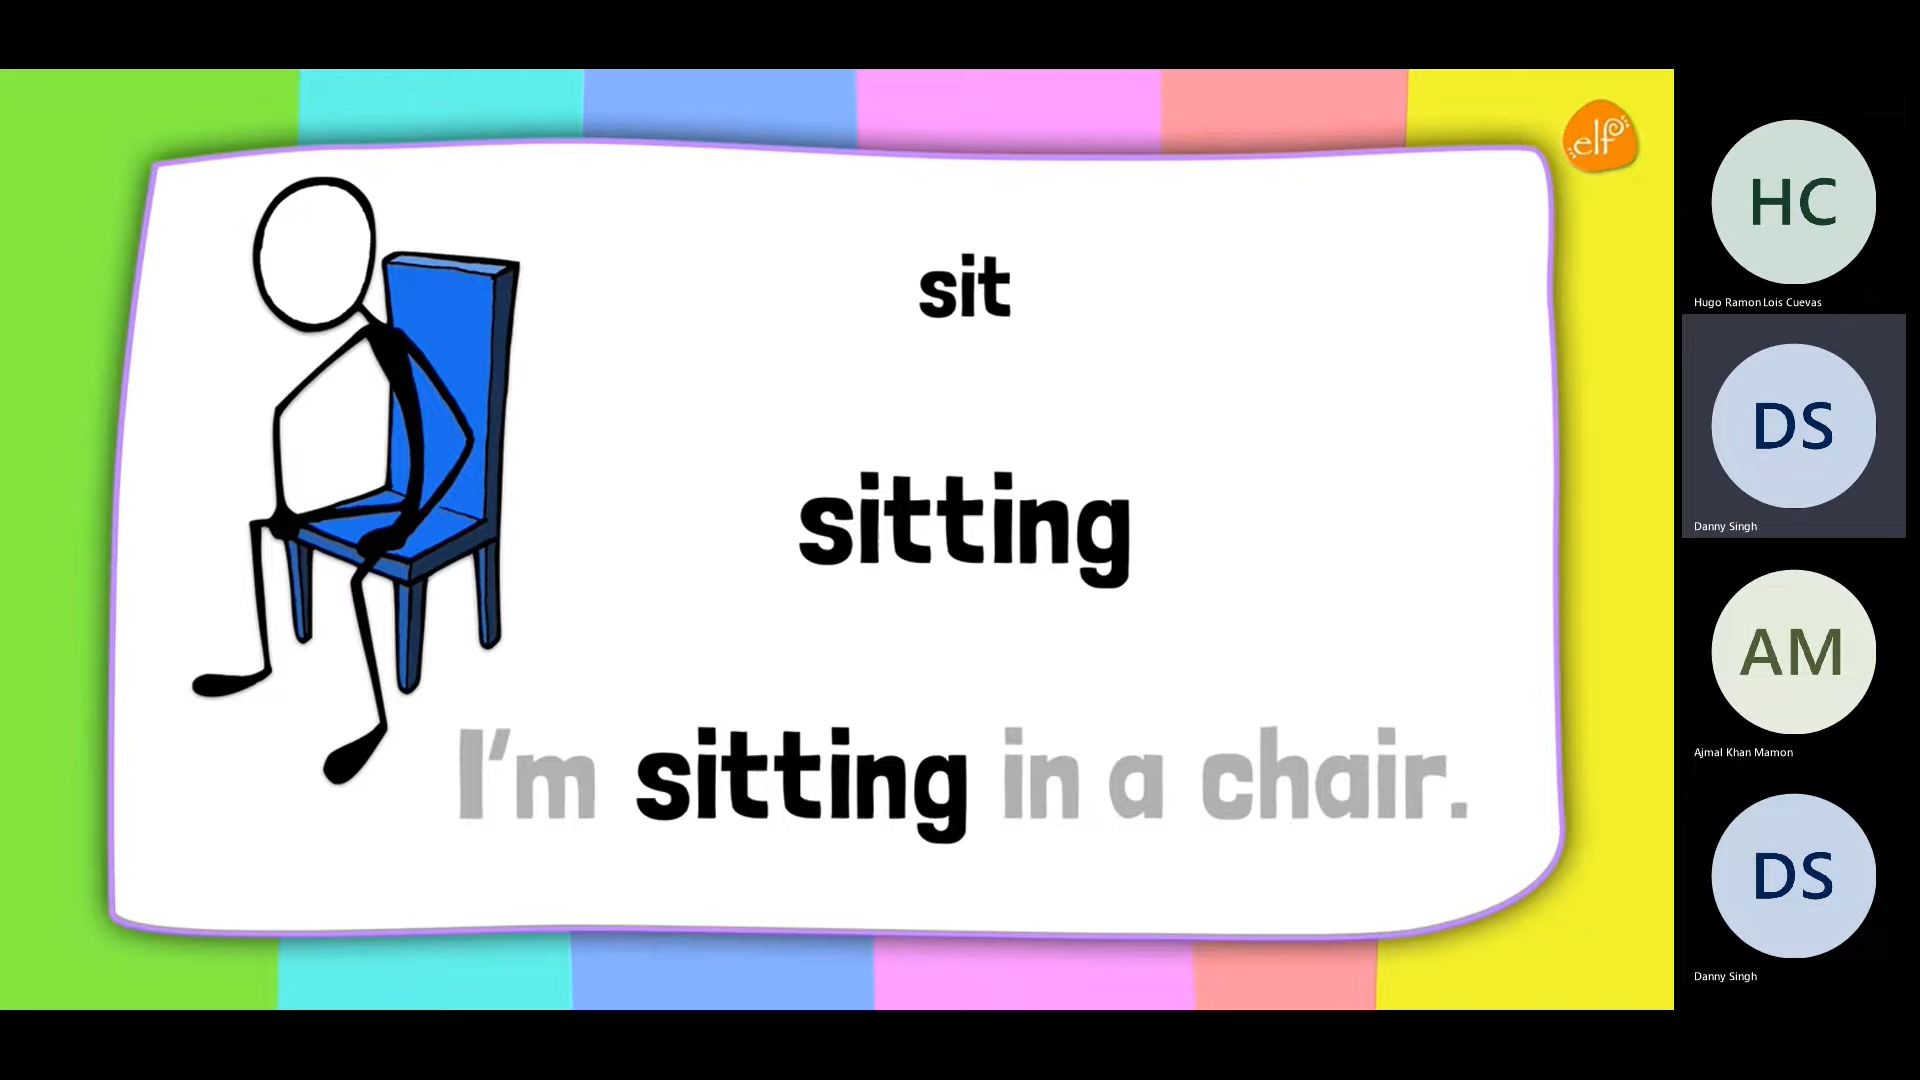 elf
sit
sitting
I'm sitting in a chair.
HC
Hugo Ramon Lois Cuevas
DS
Danny Singh
AM
Ajmal Khan Mamon
DS
Danny Singh